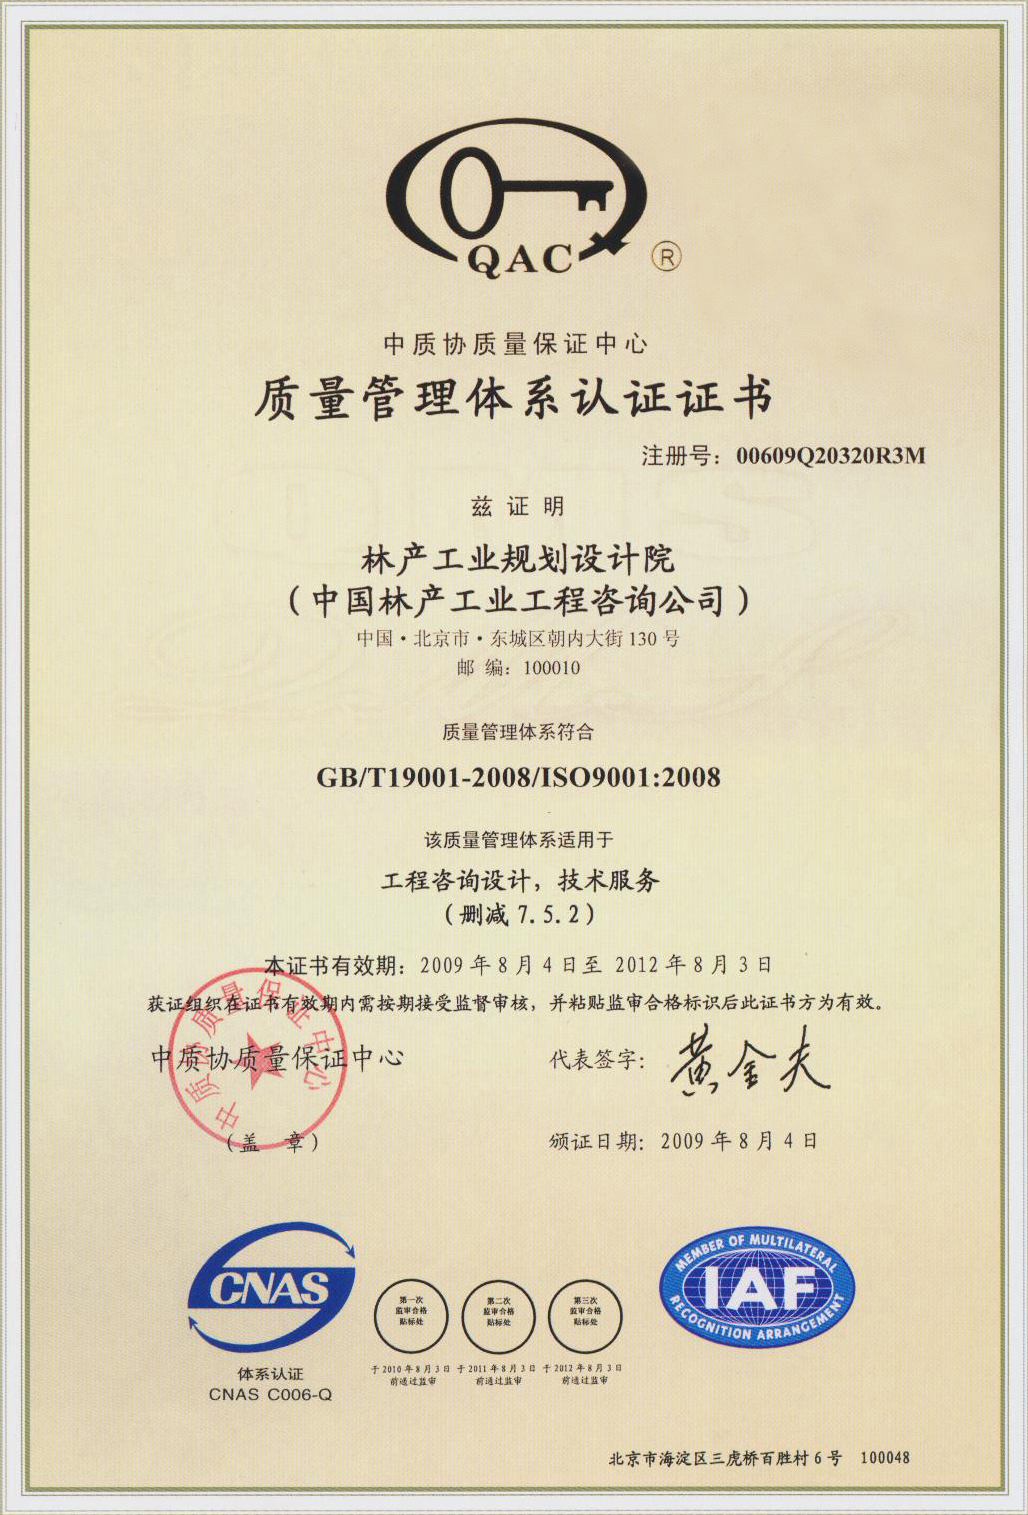 QAC
®
中质协质量保证中心
质量管理体系认证证书
注册号：00609Q20320R3M
兹 证 明
林产工业规划设计院
（中国林产工业工程咨询公司）
中国·北京市·东城区朝内大街130号
邮 编：100010
质量管理体系符合
GB/T19001-2008/ISO9001:2008
该质量管理体系适用于
工程咨询设计，技术服务
（删减7.5.2）
本证书有效期：2009年8月4日至 2012年8月3日
获证组织在证书有效期内需按期接受监督审核，并粘贴监审合格标识后此证书方为有效。
中质协质量保证中心
中质协质量保证中心
（盖 章）
代表签字：黄金夫
颁证日期：2009年8月4日
CNAS
体系认证
CNAS C006-Q
第一次
监审合格
贴标处
于2010年8月3日
前通过监审
第二次
监审合格
贴标处
于2011年8月3日
前通过监审
第三次
监审合格
贴标处
于2012年8月3日
前通过监审
MEMBER OF MULTILATERAL
IAF
RECOGNITION ARRANGEMENT
北京市海淀区三虎桥百胜村6号 100048